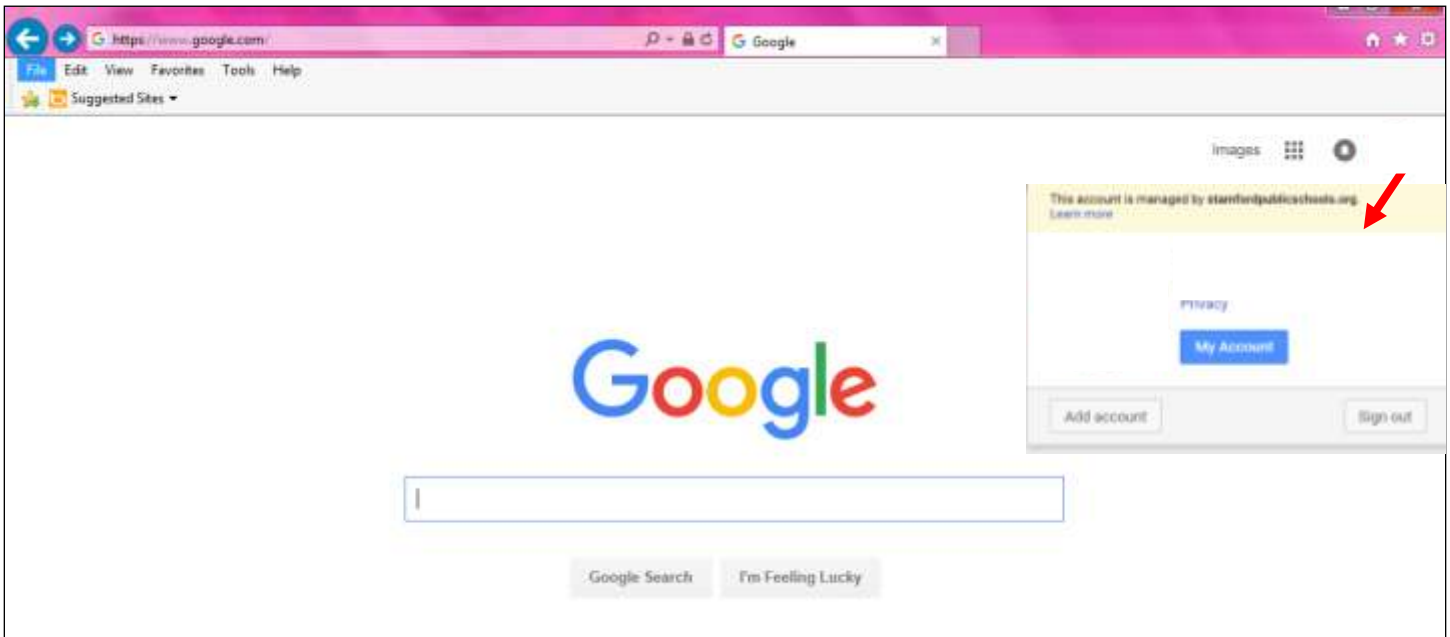 https://www.google.com/
Google
File Edit View Favorites Tools Help
Suggested Sites
Images
This account is managed by stamfordpublicschools.org.
Learn more
Privacy
My Account
Add account
Sign out
Google
Google Search
I'm Feeling Lucky